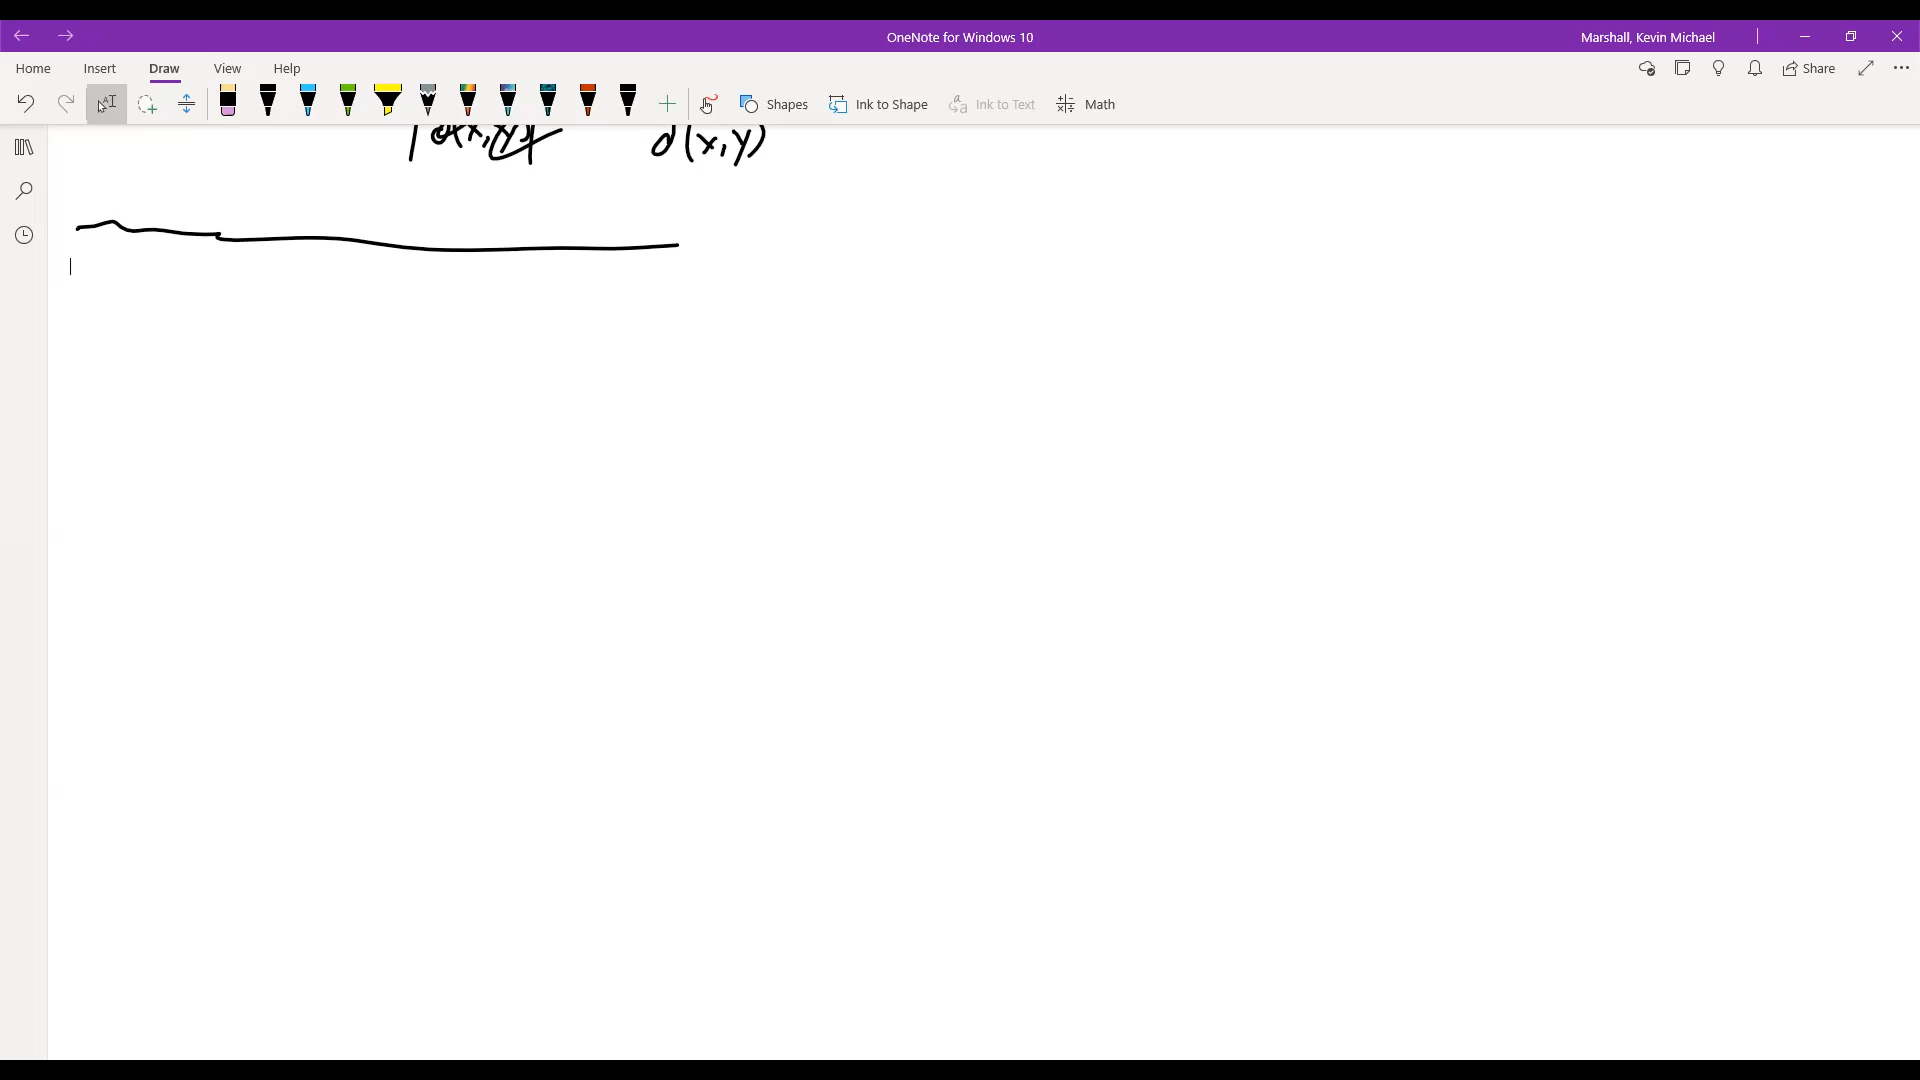 OneNote for Windows 10
Marshall, Kevin Michael
Home Insert Draw View Help
Share
Shapes Ink to Shape Ink to Text Math
d(x,y)